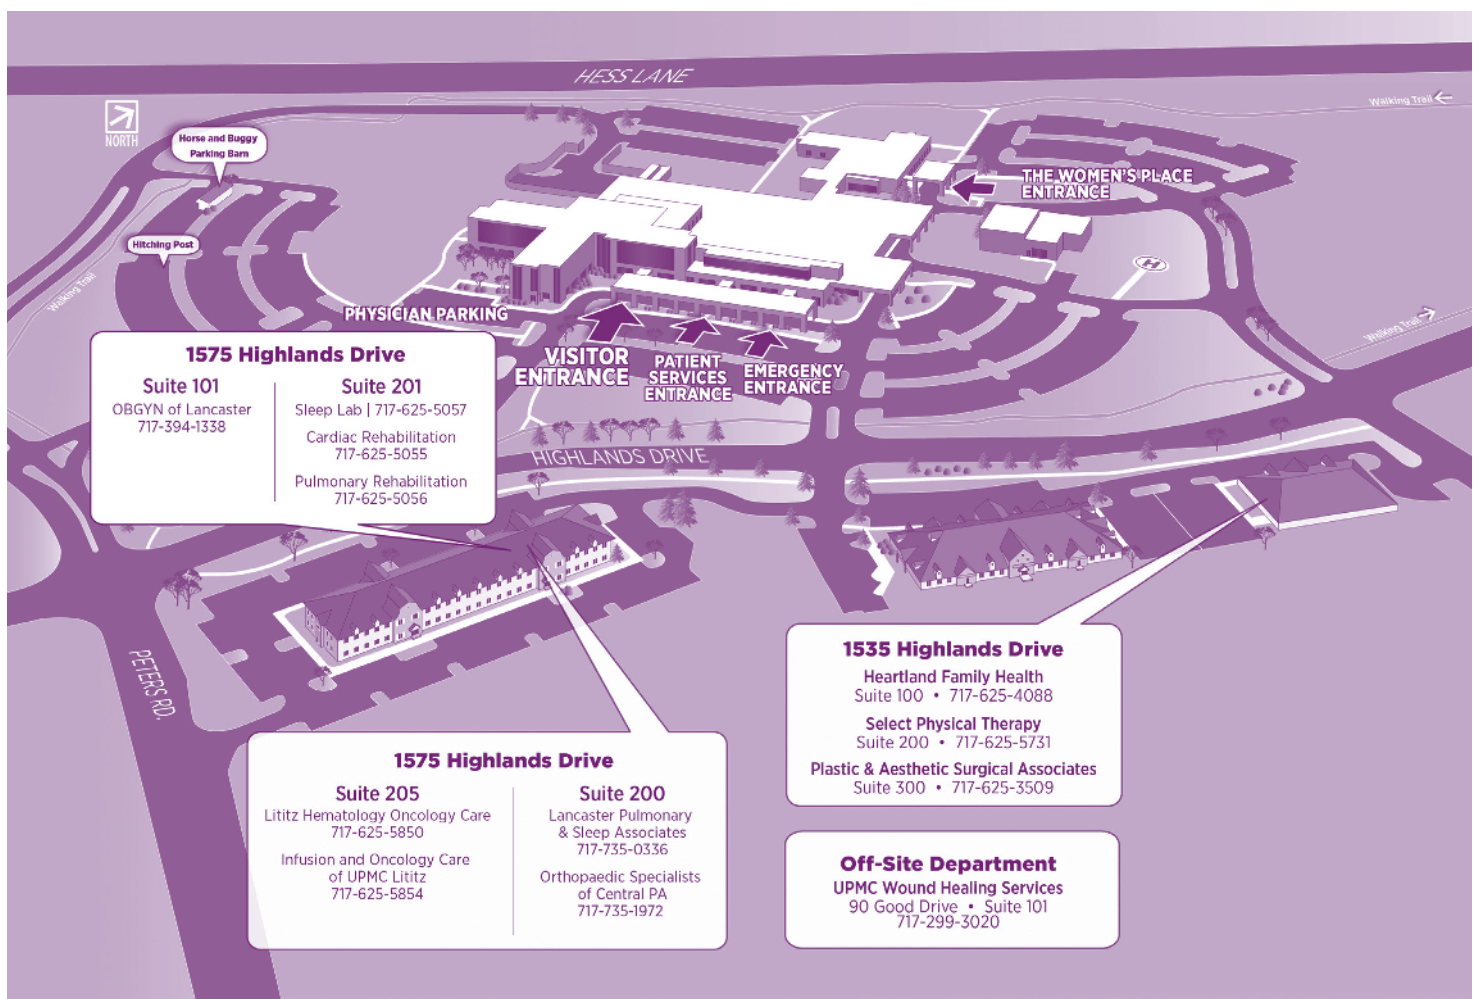 HESS LANE
Walking Trail
NORTH
Horse and Buggy
Parking Barn
THE WOMEN'S PLACE
ENTRANCE
Hitching Post
H
Walking Trail
PHYSICIAN PARKING
Walking Trail
VISITOR
ENTRANCE
PATIENT
SERVICES
ENTRANCE
EMERGENCY
ENTRANCE
1575 Highlands Drive
Suite 101
OBGYN of Lancaster
717-394-1338
Suite 201
Sleep Lab | 717-625-5057
Cardiac Rehabilitation
717-625-5055
Pulmonary Rehabilitation
717-625-5056
HIGHLANDS DRIVE
PETERS RD.
1535 Highlands Drive
Heartland Family Health
Suite 100 • 717-625-4088
Select Physical Therapy
Suite 200 • 717-625-5731
Plastic & Aesthetic Surgical Associates
Suite 300 • 717-625-3509
1575 Highlands Drive
Suite 205
Lititz Hematology Oncology Care
717-625-5850
Infusion and Oncology Care
of UPMC Lititz
717-625-5854
Suite 200
Lancaster Pulmonary
& Sleep Associates
717-735-0336
Orthopaedic Specialists
of Central PA
717-735-1972
Off-Site Department
UPMC Wound Healing Services
90 Good Drive • Suite 101
717-299-3020